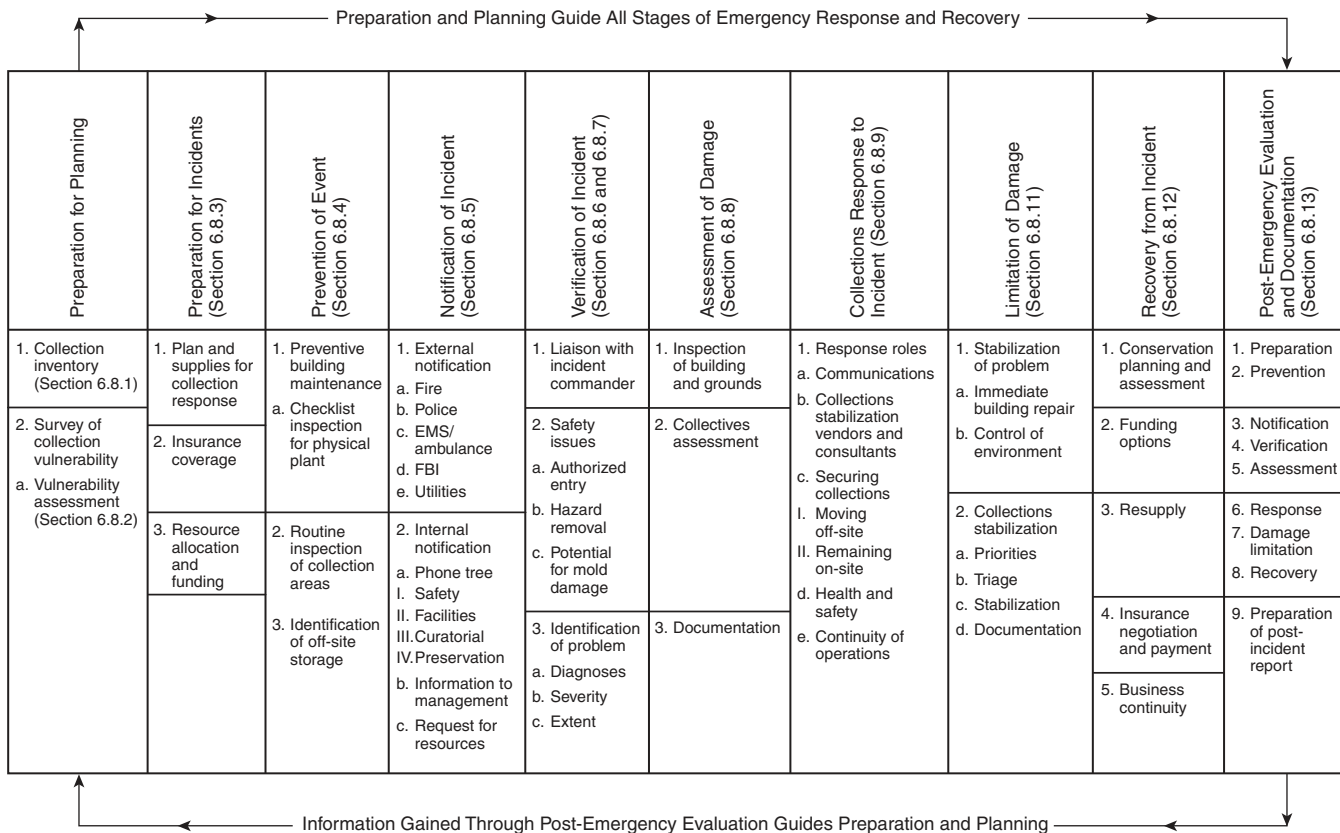 Preparation and Planning Guide All Stages of Emergency Response and Recovery
Preparation for Planning
Preparation for Incidents
(Section 6.8.3)
Prevention of Event
(Section 6.8.4)
Notification of Incident
(Section 6.8.5)
Verification of Incident
(Section 6.8.6 and 6.8.7)
Assessment of Damage
(Section 6.8.8)
Collections Response to
Incident (Section 6.8.9)
Limitation of Damage
(Section 6.8.11)
Recovery from Incident
(Section 6.8.12)
Post-Emergency Evaluation
and Documentation
(Section 6.8.13)
1. Collection
inventory
(Section 6.8.1)
2. Survey of
collection
vulnerability
a. Vulnerability
assessment
(Section 6.8.2)
1. Plan and
supplies for
collection
response
2. Insurance
coverage
3. Resource
allocation
and
funding
1. Preventive
building
maintenance
a. Checklist
inspection
for physical
plant
2. Routine
inspection
of collection
areas
3. Identification
of off-site
storage
1. External
notification
a. Fire
b. Police
c. EMS/
ambulance
d. FBI
e. Utilities
2. Internal
notification
a. Phone tree
I. Safety
II. Facilities
III. Curatorial
IV. Preservation
b. Information to
management
c. Request for
resources
1. Liaison with
incident
commander
2. Safety
issues
a. Authorized
entry
b. Hazard
removal
c. Potential
for mold
damage
3. Identification of
problem
a. Diagnoses
b. Severity
c. Extent
1. Inspection
of building
and grounds
2. Collectives
assessment
3. Documentation
1. Response roles
a. Communications
b. Collections
stabilization
vendors and
consultants
c. Securing
collections
I. Moving
off-site
II. Remaining
on-site
d. Health and
safety
e. Continuity of
operations
1. Stabilization
of problem
a. Immediate
building repair
b. Control of
environment
2. Collections
stabilization
a. Priorities
b. Triage
c. Stabilization
d. Documentation
1. Conservation
planning and
assessment
2. Funding
options
3. Resupply
4. Insurance
negotiation
and payment
5. Business
continuity
1. Preparation
2. Prevention
3. Notification
4. Verification
5. Assessment
6. Response
7. Damage
limitation
8. Recovery
9. Preparation
of post-
incident
report
Information Gained Through Post-Emergency Evaluation Guides Preparation and Planning